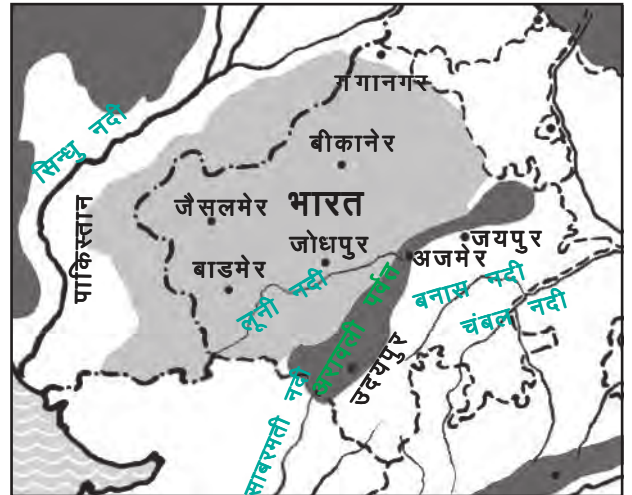 गंगानगर
सिन्धु नदी
बीकानेर
पाकिस्तान
जैसलमेर
भारत
जोधपुर
जयपुर
अजमेर
बाडमेर
लूनी नदी
अरावली पर्वत
बनास नदी
चंबल नदी
उदयपुर
साबरमती नदी